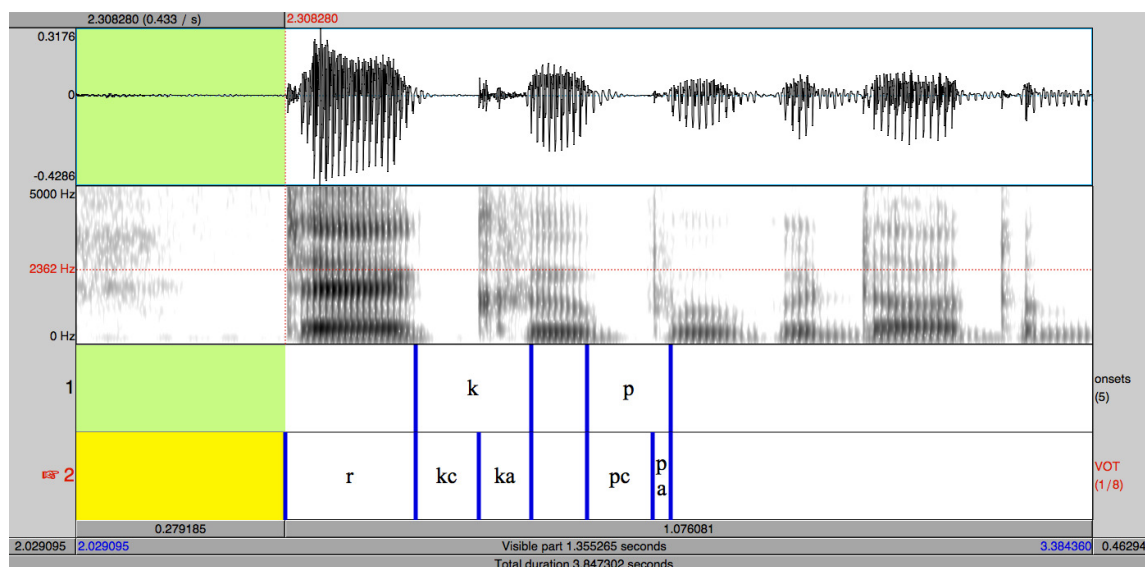 2.308280 (0.433 / s) 2.308280
0.3176
0
-0.4286
5000 Hz
2362 Hz
0 Hz
1 k p onsets
(5)
☞ 2 r kc ka pc p
a VOT
(1/8)
0.279185 1.076081
2.029095 2.029095 Visible part 1.355265 seconds 3.384360 0.46294
Total duration 3.847302 seconds